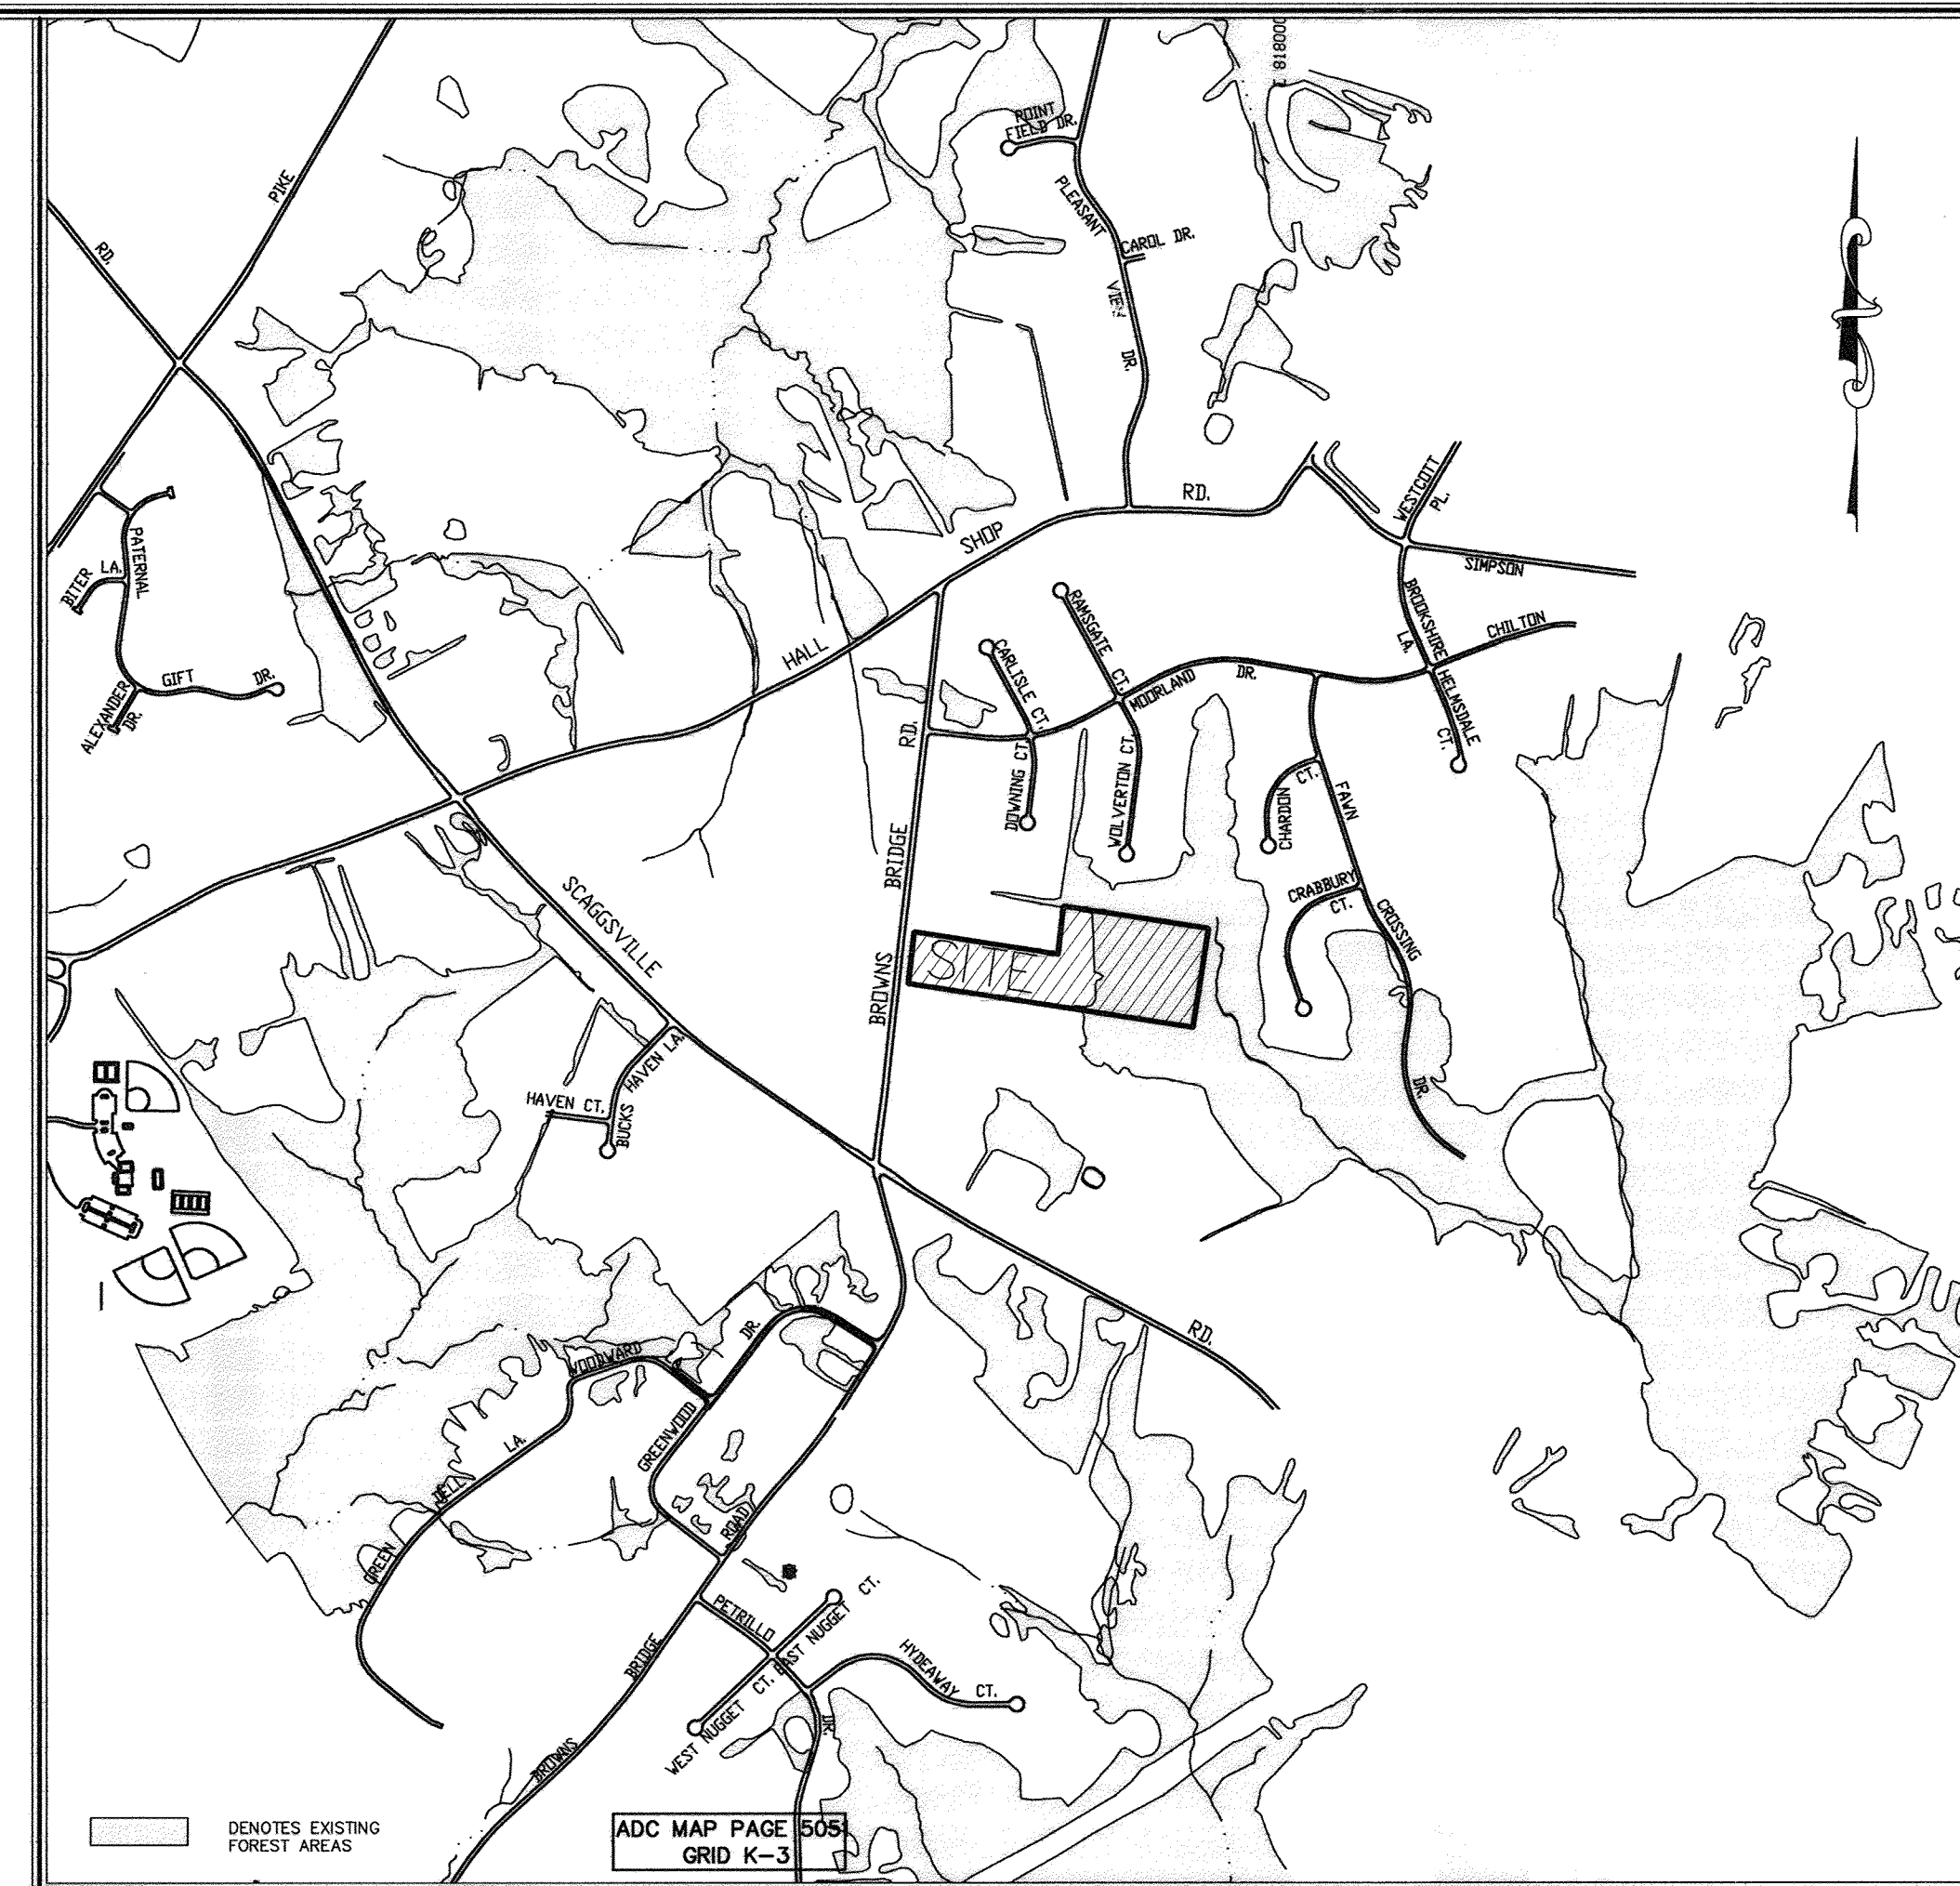 E 818000
POINT
FIELD DR.
PIKE
PLEASANT
CAROL DR.
RD.
VIEW
DR.
WESTCOTT
PL.
RD.
SHOP
SIMPSON
PATERNAL
LA.
BITER
RAMSGATE CT.
BROOKSHIRE
LA.
CHILTON
CARLISLE CT.
HALL
GIFT
DR.
MOORLAND
DR.
HELMSDALE
CT.
ALEXANDER
DR.
RD.
DOWNING CT.
WOLVERTON CT.
CT.
CHARDON
FAWN
BRIDGE
SCAGGSVILLE
CRABBURY
CT.
CROSSING
SITE
BROWNS
HAVEN LA.
HAVEN CT.
BUCKS
DR.
DR.
RD.
WOODWARD
GREENWOOD
LA.
DELL
ROAD
GREEN
PETRILLO
EAST NUGGET CT.
BRIDGE
HYDEAWAY CT.
WEST NUGGET CT.
DR.
BROWNS
DENOTES EXISTING
FOREST AREAS
ADC MAP PAGE 505
GRID K-3